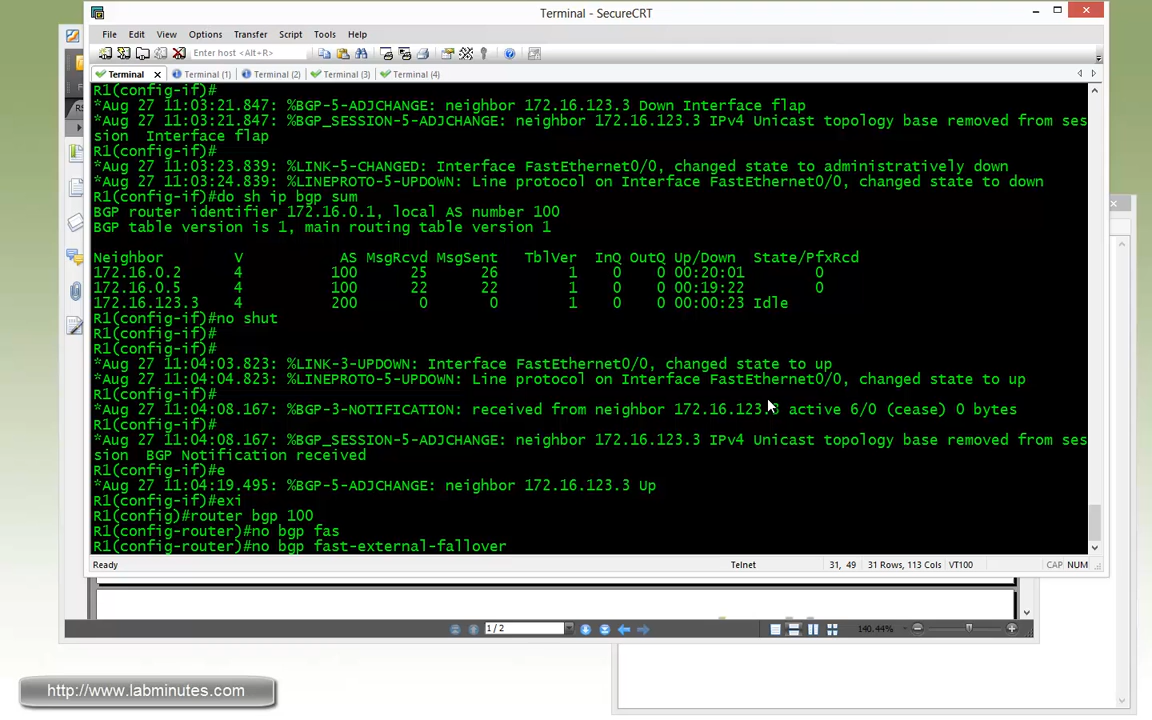 Terminal - SecureCRT
File Edit View Options Transfer Script Tools Help
Enter host <Alt+R>
Terminal Terminal (1) Terminal (2) Terminal (3) Terminal (4)
R1(config-if)#
*Aug 27 11:03:21.847: %BGP-5-ADJCHANGE: neighbor 172.16.123.3 Down Interface flap
*Aug 27 11:03:21.847: %BGP_SESSION-5-ADJCHANGE: neighbor 172.16.123.3 IPv4 Unicast topology base removed from ses
sion  Interface flap
R1(config-if)#
*Aug 27 11:03:23.839: %LINK-5-CHANGED: Interface FastEthernet0/0, changed state to administratively down
*Aug 27 11:03:24.839: %LINEPROTO-5-UPDOWN: Line protocol on Interface FastEthernet0/0, changed state to down
R1(config-if)#do sh ip bgp sum
BGP router identifier 172.16.0.1, local AS number 100
BGP table version is 1, main routing table version 1
Neighbor V AS MsgRcvd MsgSent TblVer InQ OutQ Up/Down State/PfxRcd
172.16.0.2 4 100 25 26 1 0 0 00:20:01 0
172.16.0.5 4 100 22 22 1 0 0 00:19:22 0
172.16.123.3 4 200 0 0 1 0 0 00:00:23 Idle
R1(config-if)#no shut
R1(config-if)#
R1(config-if)#
*Aug 27 11:04:03.823: %LINK-3-UPDOWN: Interface FastEthernet0/0, changed state to up
*Aug 27 11:04:04.823: %LINEPROTO-5-UPDOWN: Line protocol on Interface FastEthernet0/0, changed state to up
R1(config-if)#
*Aug 27 11:04:08.167: %BGP-3-NOTIFICATION: received from neighbor 172.16.123.3 active 6/0 (cease) 0 bytes
R1(config-if)#
*Aug 27 11:04:08.167: %BGP_SESSION-5-ADJCHANGE: neighbor 172.16.123.3 IPv4 Unicast topology base removed from ses
sion  BGP Notification received
R1(config-if)#e
*Aug 27 11:04:19.495: %BGP-5-ADJCHANGE: neighbor 172.16.123.3 Up
R1(config-if)#exi
R1(config)#router bgp 100
R1(config-router)#no bgp fas
R1(config-router)#no bgp fast-external-fallover
Ready Telnet 31, 49 31 Rows, 113 Cols VT100 CAP NUM
1 / 2 140.44%
http://www.labminutes.com